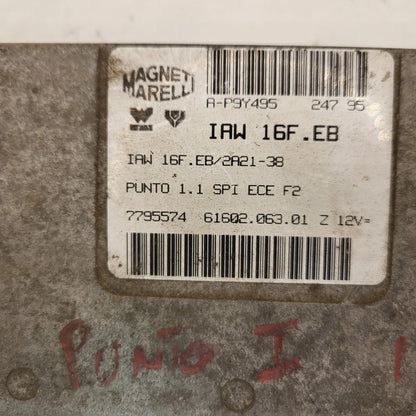 MAGNETI
MARELLI
A-P9Y495 247 95
IAW 16F.EB
IAW 16F.EB/2A21-38
PUNTO 1.1 SPI ECE F2
7795574 61602.063.01 Z 12V=
PUNTO I